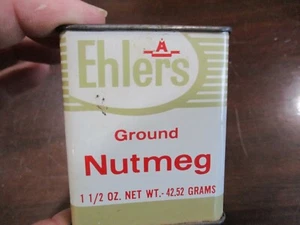 A
Ehlers
Ground
Nutmeg
1 1/2 OZ. NET WT.-42.52 GRAMS